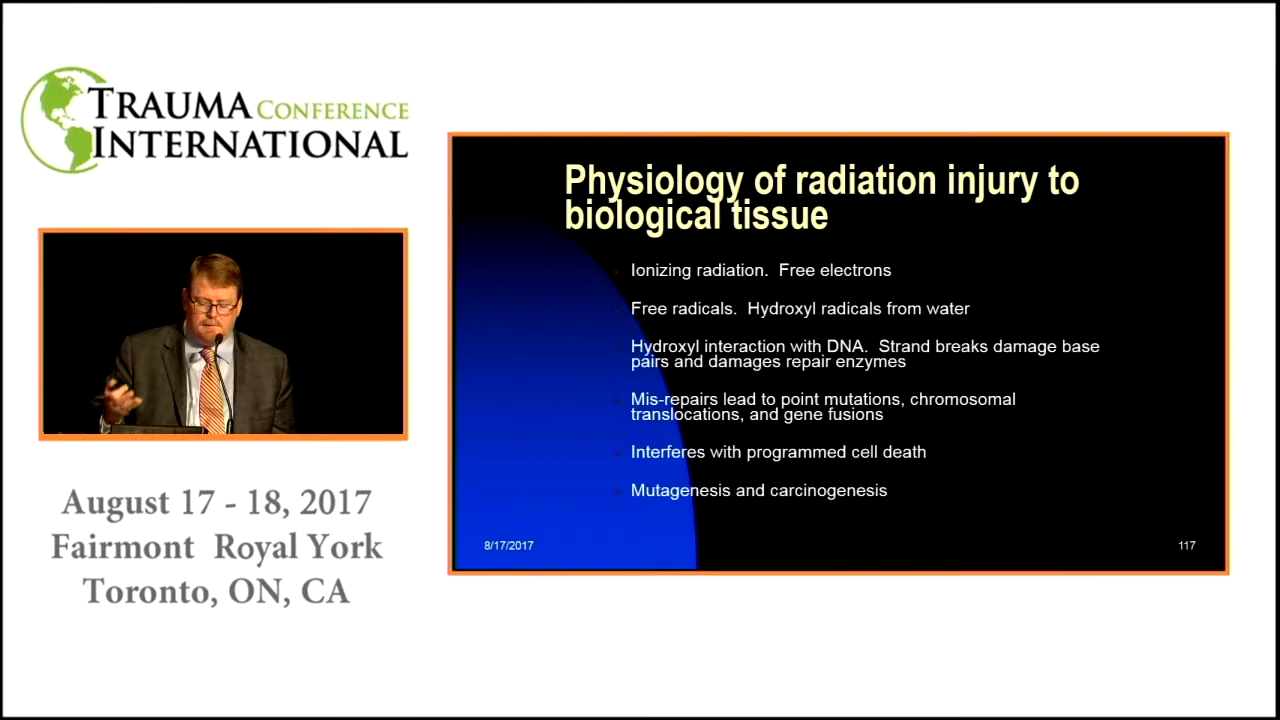 TRAUMA CONFERENCE
INTERNATIONAL
August 17 - 18, 2017
Fairmont Royal York
Toronto, ON, CA
Physiology of radiation injury to
biological tissue
Ionizing radiation. Free electrons
Free radicals. Hydroxyl radicals from water
Hydroxyl interaction with DNA. Strand breaks damage base
pairs and damages repair enzymes
Mis-repairs lead to point mutations, chromosomal
translocations, and gene fusions
Interferes with programmed cell death
Mutagenesis and carcinogenesis
8/17/2017
117